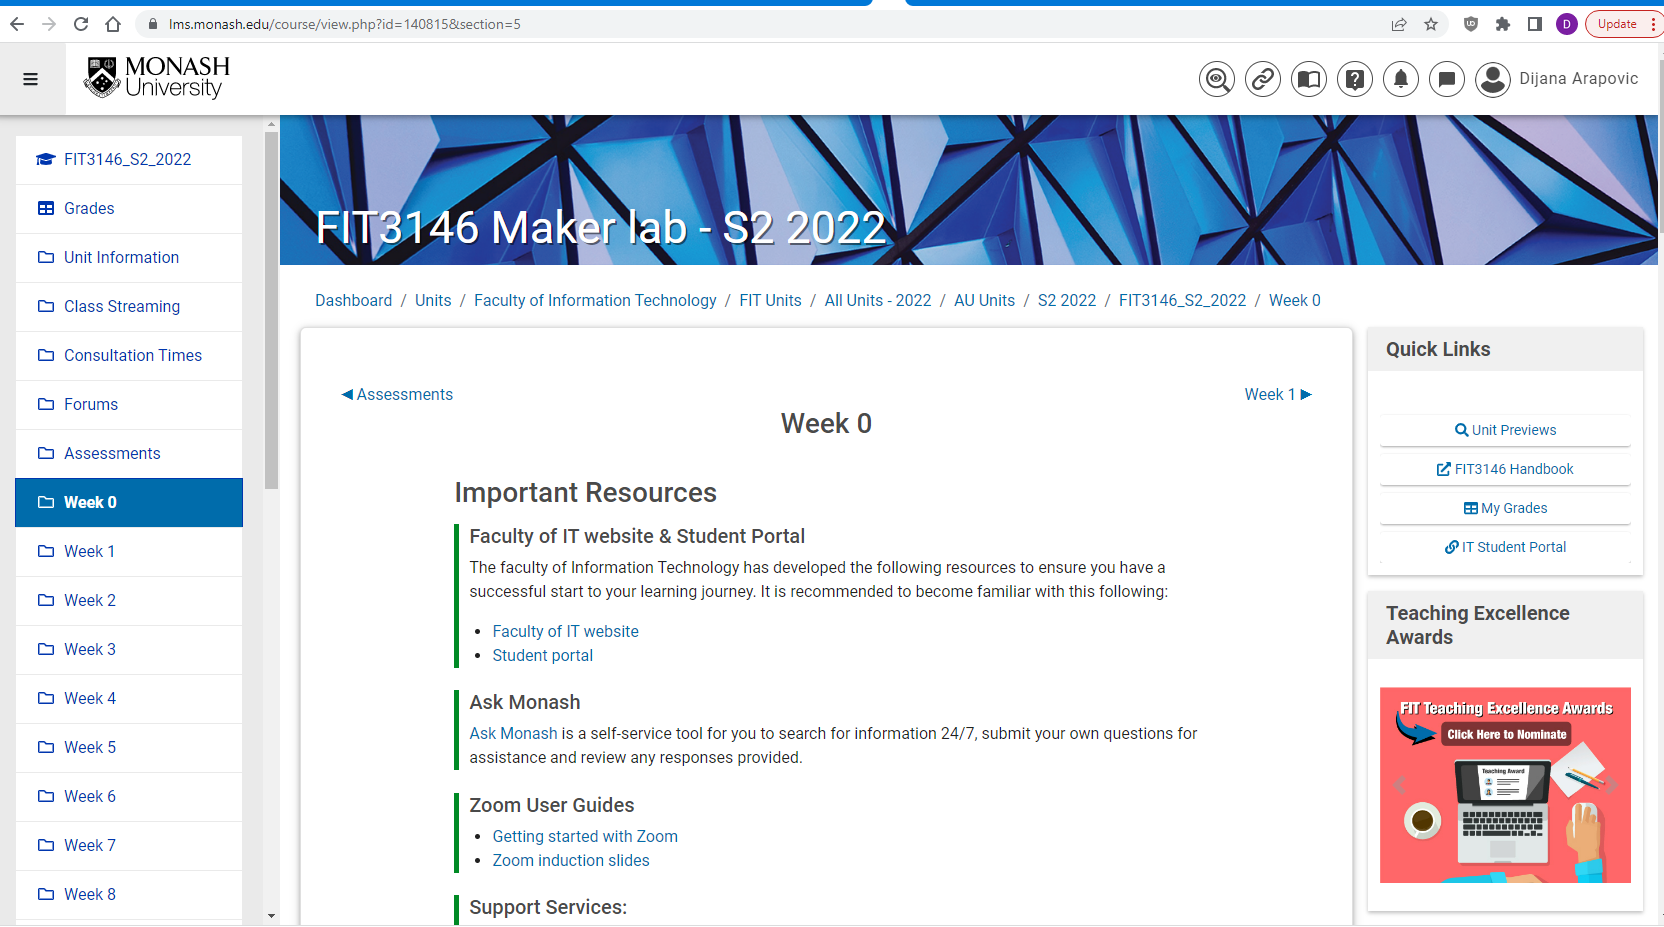 lms.monash.edu/course/view.php?id=140815&section=5
D
Update
MONASH
University
Dijana Arapovic
FIT3146_S2_2022
Grades
Unit Information
Class Streaming
Consultation Times
Forums
Assessments
Week 0
Week 1
Week 2
Week 3
Week 4
Week 5
Week 6
Week 7
Week 8
FIT3146 Maker lab - S2 2022
Dashboard / Units / Faculty of Information Technology / FIT Units / All Units - 2022 / AU Units / S2 2022 / FIT3146_S2_2022 / Week 0
◀ Assessments
Week 1 ▶
Week 0
Important Resources
Faculty of IT website & Student Portal
The faculty of Information Technology has developed the following resources to ensure you have a
successful start to your learning journey. It is recommended to become familiar with this following:
• Faculty of IT website
• Student portal
Ask Monash
Ask Monash is a self-service tool for you to search for information 24/7, submit your own questions for
assistance and review any responses provided.
Zoom User Guides
• Getting started with Zoom
• Zoom induction slides
Support Services:
Quick Links
Unit Previews
FIT3146 Handbook
My Grades
IT Student Portal
Teaching Excellence
Awards
FIT Teaching Excellence Awards
Click Here to Nominate
Teaching Award